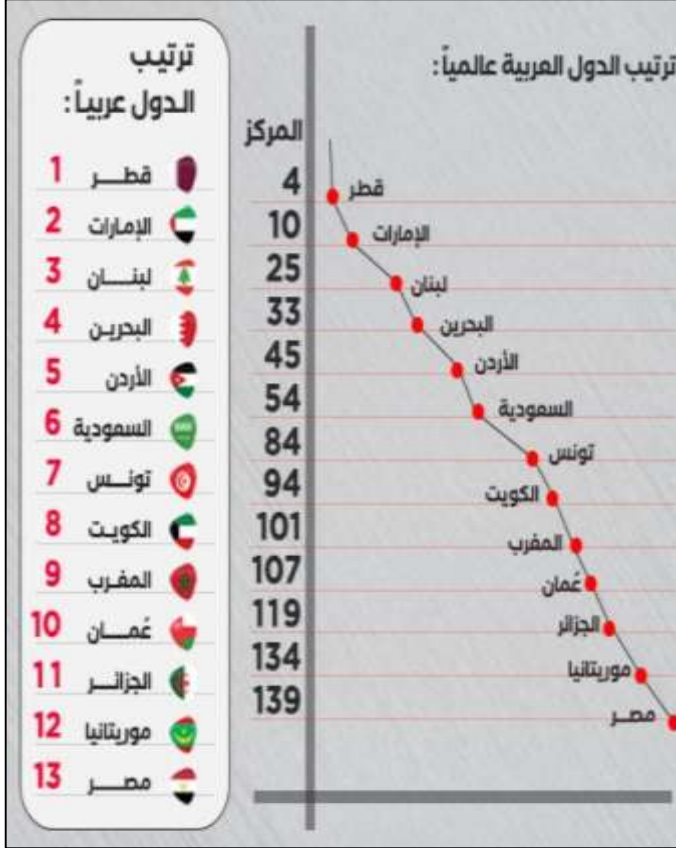 ترتيب
الدول عربياً:
قطر 1
الإمارات 2
لبنان 3
البحرين 4
الأردن 5
السعودية 6
تونس 7
الكويت 8
المغرب 9
عُمان 10
الجزائر 11
موريتانيا 12
مصر 13
ترتيب الدول العربية عالمياً:
المركز
4 قطر
10 الإمارات
25 لبنان
33 البحرين
45 الأردن
54 السعودية
84 تونس
94 الكويت
101 المغرب
107 عُمان
119 الجزائر
134 موريتانيا
139 مصر